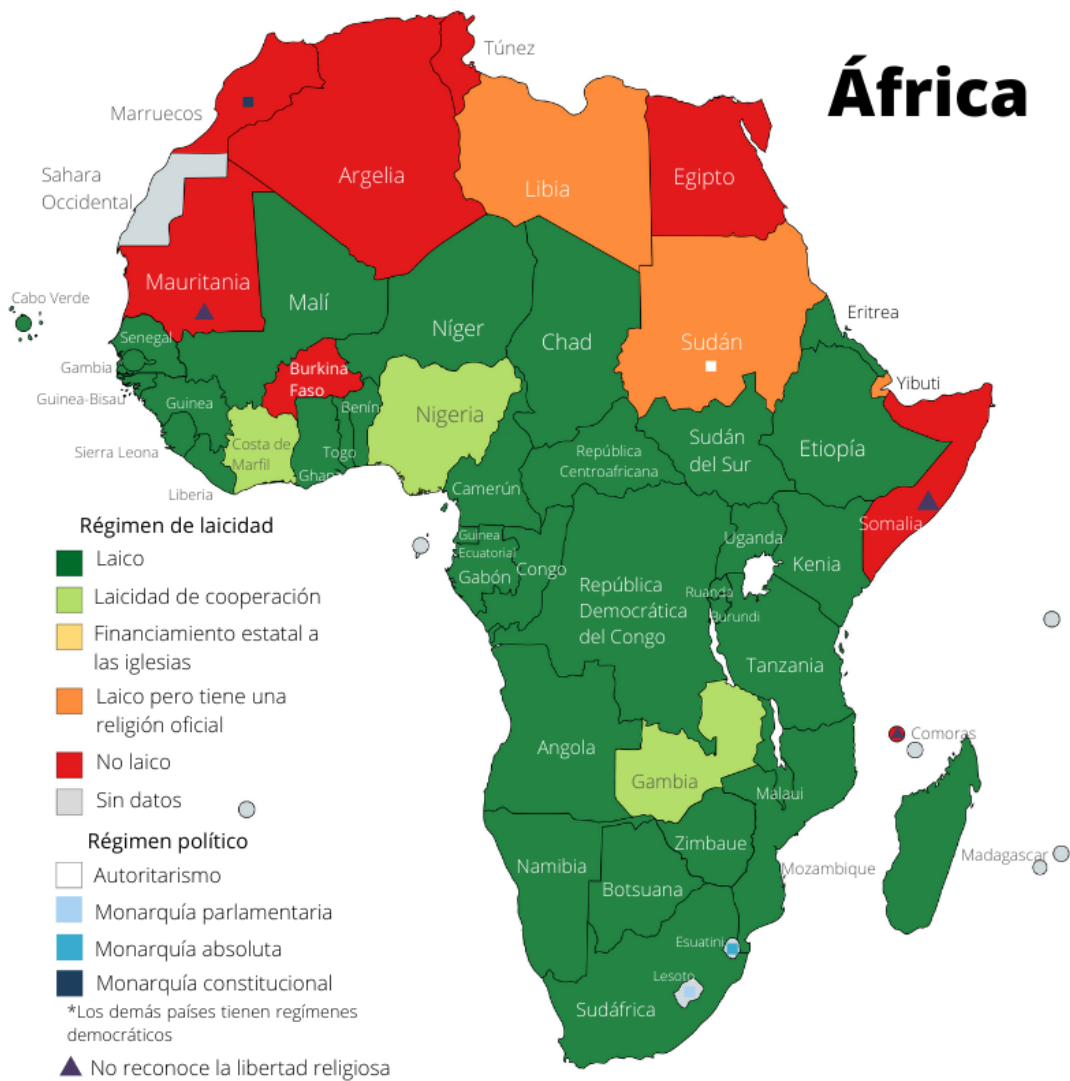 África
Túnez
Marruecos
Sahara
Occidental
Argelia
Libia
Egipto
Mauritania
Cabo Verde
Malí
Níger
Chad
Sudán
Eritrea
Senegal
Gambia
Guinea-Bisau
Guinea
Burkina
Faso
Benín
Nigeria
Yibuti
Sierra Leona
Costa de
Marfil
Togo
Ghana
Liberia
Camerún
República
Centroafricana
Sudán
del Sur
Etiopía
Somalia
Guinea
Ecuatorial
Gabón
Congo
República
Democrática
del Congo
Uganda
Kenia
Ruanda
Burundi
Tanzania
Comoras
Angola
Gambia
Malaui
Zimbaue
Mozambique
Madagascar
Namibia
Botsuana
Esuatini
Lesoto
Sudáfrica
Régimen de laicidad
Laico
Laicidad de cooperación
Financiamiento estatal a
las iglesias
Laico pero tiene una
religión oficial
No laico
Sin datos
Régimen político
Autoritarismo
Monarquía parlamentaria
Monarquía absoluta
Monarquía constitucional
*Los demás países tienen regímenes
democráticos
No reconoce la libertad religiosa